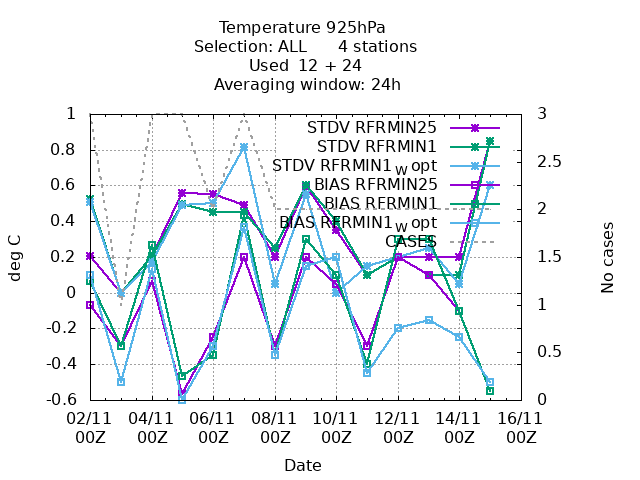 Temperature 925hPa
Selection: ALL 4 stations
Used 12 + 24
Averaging window: 24h
1 3
STDV RFRMIN25
STDV RFRMIN1
0.8
2.5
STDV RFRMIN1w opt
0.6 BIAS RFRMIN25
BIAS RFRMIN1
2
0.4 BIAS RFRMIN1w opt
CASES
0.2 1.5
0
1
-0.2
0.5
-0.4
-0.6 0
deg C
No cases
02/11 04/11 06/11 08/11 10/11 12/11 14/11 16/11
00Z 00Z 00Z 00Z 00Z 00Z 00Z 00Z
Date